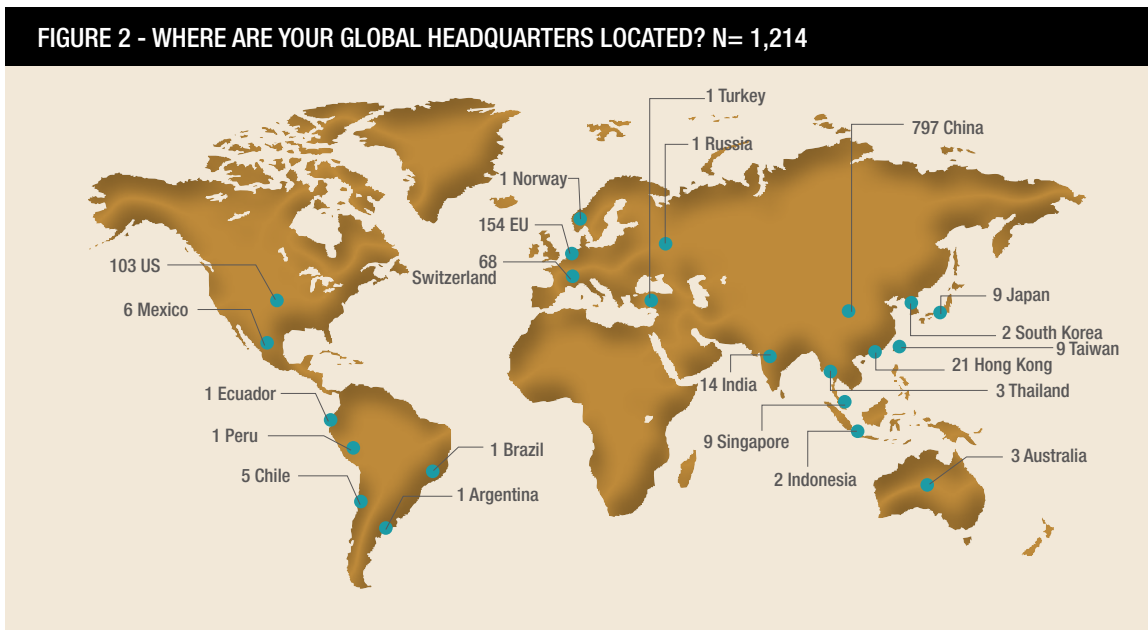 FIGURE 2 - WHERE ARE YOUR GLOBAL HEADQUARTERS LOCATED? N= 1,214
1 Turkey
797 China
1 Russia
1 Norway
154 EU
68
Switzerland
103 US
6 Mexico
9 Japan
2 South Korea
9 Taiwan
21 Hong Kong
14 India
3 Thailand
1 Ecuador
1 Peru
1 Brazil
9 Singapore
5 Chile
2 Indonesia
3 Australia
1 Argentina